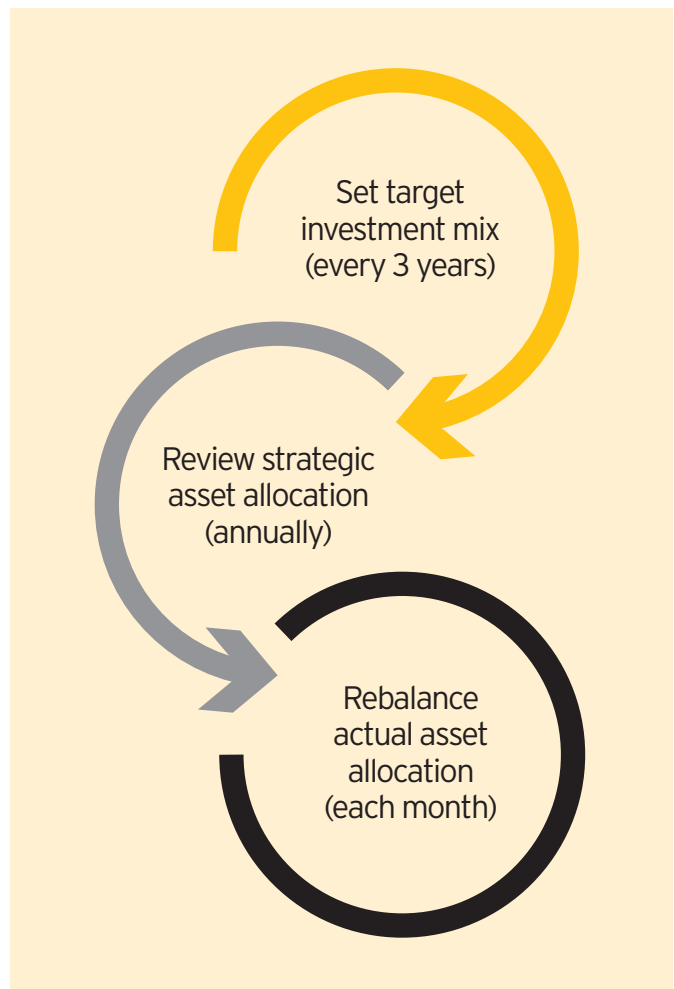 Set target
investment mix
(every 3 years)
Review strategic
asset allocation
(annually)
Rebalance
actual asset
allocation
(each month)